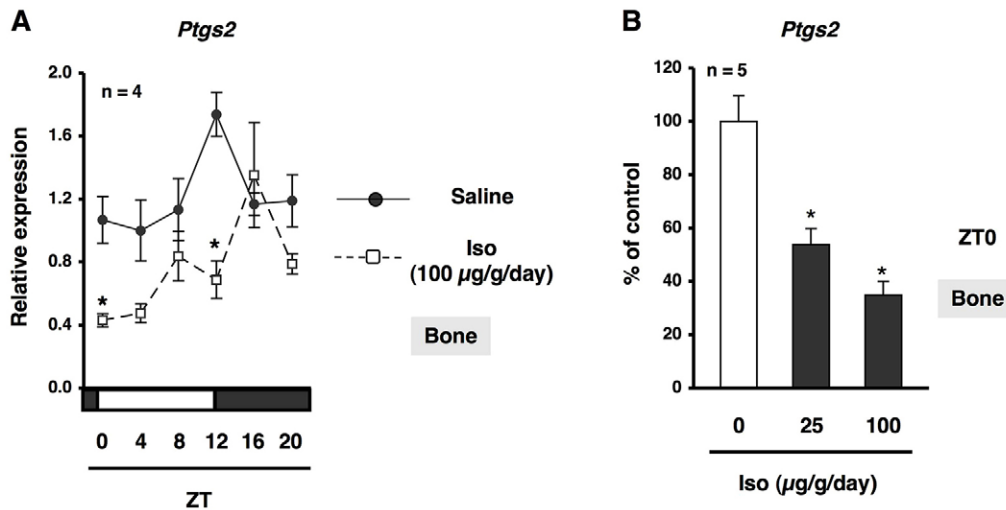 A
Ptgs2
n = 4
Relative expression
2.0
1.6
1.2
0.8
0.4
0.0
*
*
0 4 8 12 16 20
ZT
Saline
Iso
(100 µg/g/day)
Bone
B
Ptgs2
n = 5
% of control
120
100
80
60
40
20
0
*
*
0 25 100
Iso (µg/g/day)
ZT0
Bone